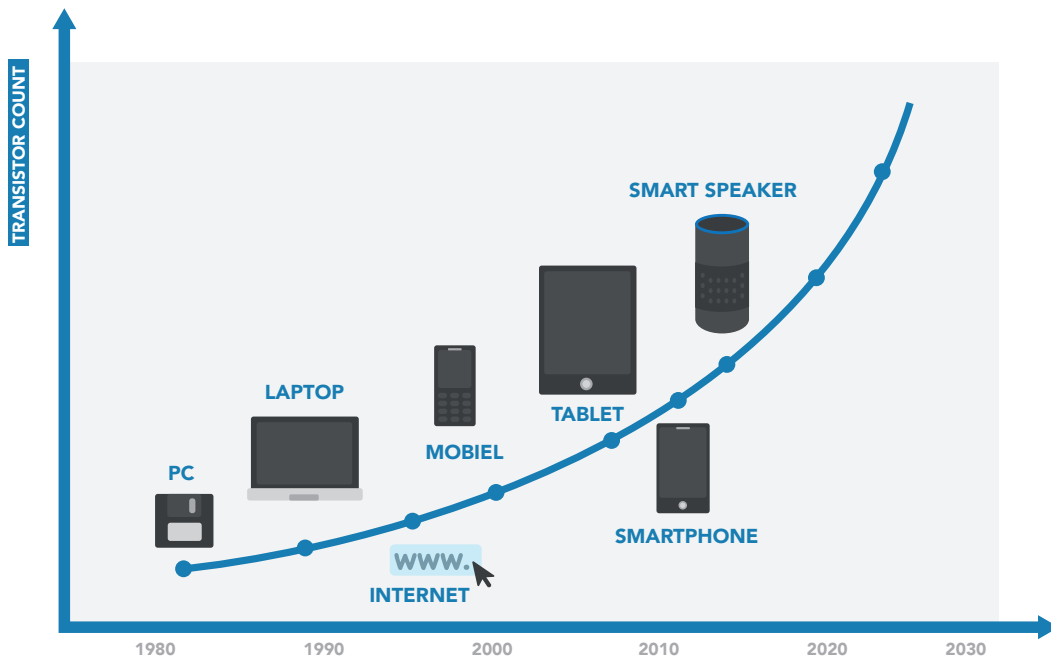 TRANSISTOR COUNT
SMART SPEAKER
LAPTOP
TABLET
MOBIEL
PC
SMARTPHONE
www.
INTERNET
1980 1990 2000 2010 2020 2030